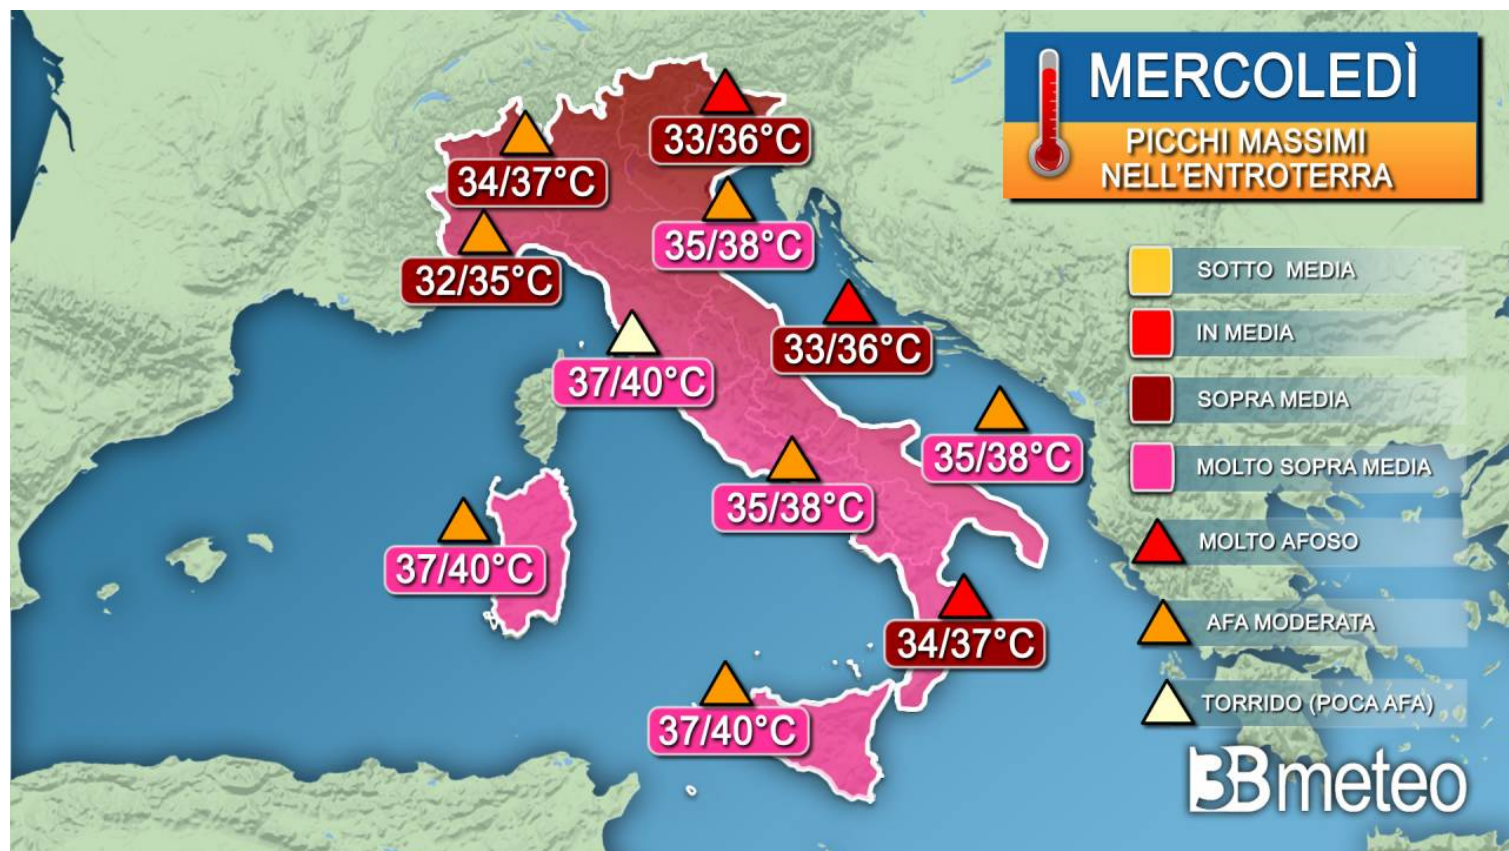 MERCOLEDÌ
PICCHI MASSIMI
NELL'ENTROTERRA
33/36°C
34/37°C
35/38°C
32/35°C
33/36°C
37/40°C
35/38°C
35/38°C
37/40°C
34/37°C
37/40°C
SOTTO MEDIA
IN MEDIA
SOPRA MEDIA
MOLTO SOPRA MEDIA
MOLTO AFOSO
AFA MODERATA
TORRIDO (POCA AFA)
3Bmeteo